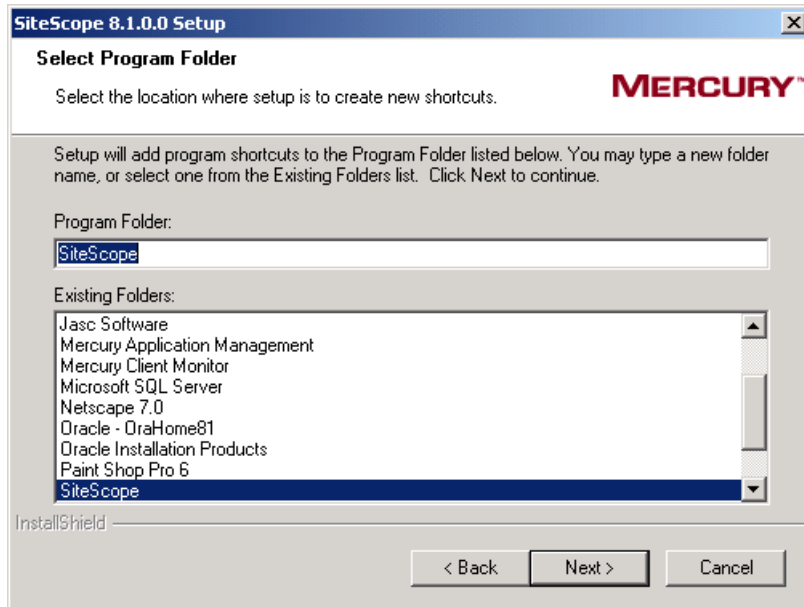 SiteScope 8.1.0.0 Setup
Select Program Folder
Select the location where setup is to create new shortcuts.
MERCURY™
Setup will add program shortcuts to the Program Folder listed below. You may type a new folder
name, or select one from the Existing Folders list. Click Next to continue.
Program Folder:
SiteScope
Existing Folders:
Jasc Software
Mercury Application Management
Mercury Client Monitor
Microsoft SQL Server
Netscape 7.0
Oracle - OraHome81
Oracle Installation Products
Paint Shop Pro 6
SiteScope
InstallShield
< Back Next > Cancel